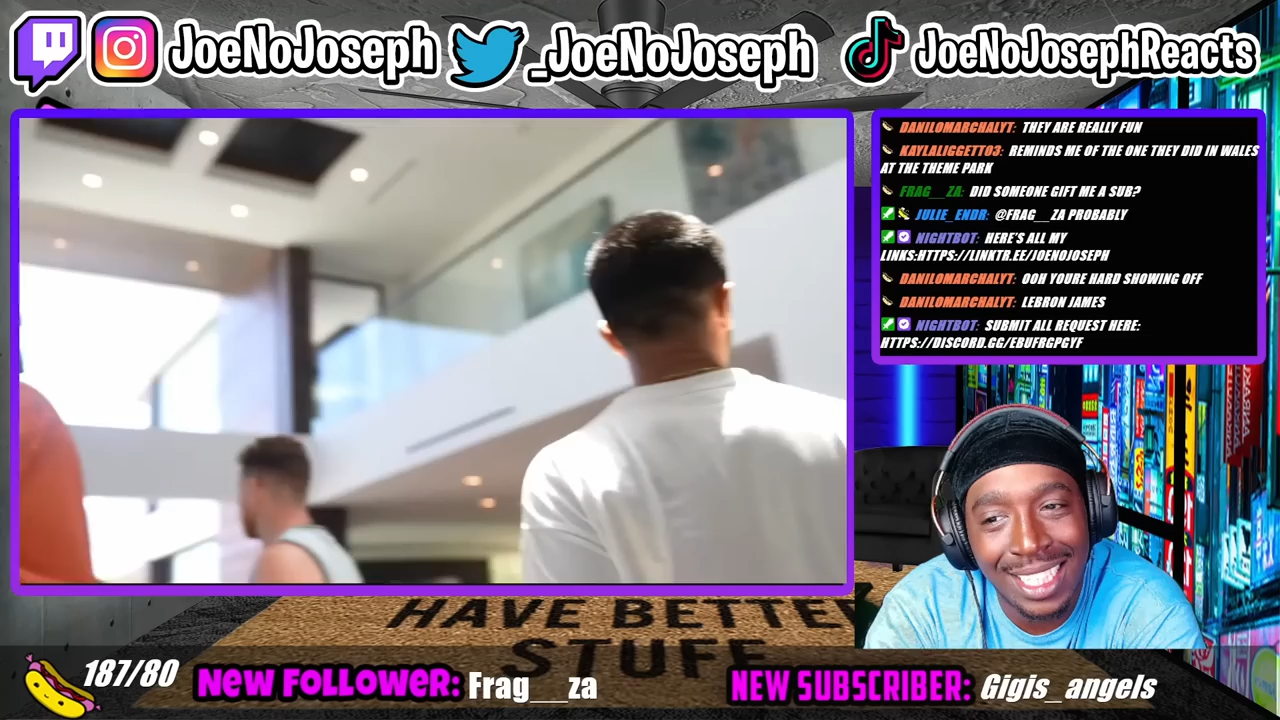 JoeNoJoseph
_JoeNoJoseph
JoeNoJosephReacts
DANILOMARCHALYT: THEY ARE REALLY FUN
KAYLALIGGETT03: REMINDS ME OF THE ONE THEY DID IN WALES
AT THE THEME PARK
FRAG__ZA: DID SOMEONE GIFT ME A SUB?
JULIE_ENDR: @FRAG__ZA PROBABLY
NIGHTBOT: HERE'S ALL MY
LINKS:HTTPS://LINKTR.EE/JOENOJOSEPH
DANILOMARCHALYT: OOH YOURE HARD SHOWING OFF
DANILOMARCHALYT: LEBRON JAMES
NIGHTBOT: SUBMIT ALL REQUEST HERE:
HTTPS://DISCORD.GG/EBUFRGPGYF
HAVE BETTER
STUFF
187/80
New Follower: Frag__za
NEW SUBSCRIBER: Gigis_angels